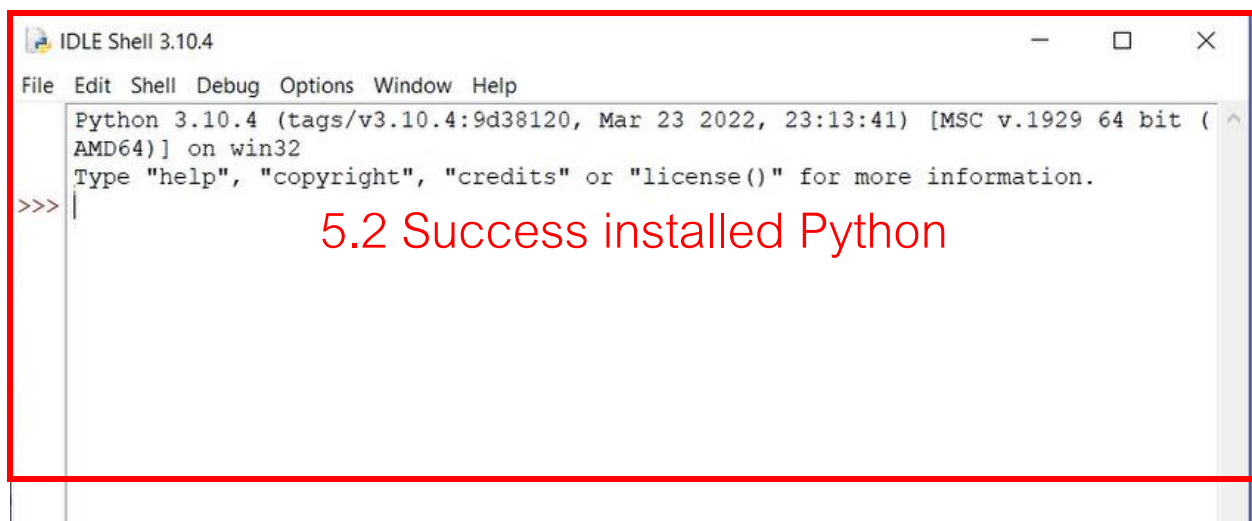 IDLE Shell 3.10.4
File Edit Shell Debug Options Window Help
Python 3.10.4 (tags/v3.10.4:9d38120, Mar 23 2022, 23:13:41) [MSC v.1929 64 bit (
AMD64)] on win32
Type "help", "copyright", "credits" or "license()" for more information.
>>>
5.2 Success installed Python